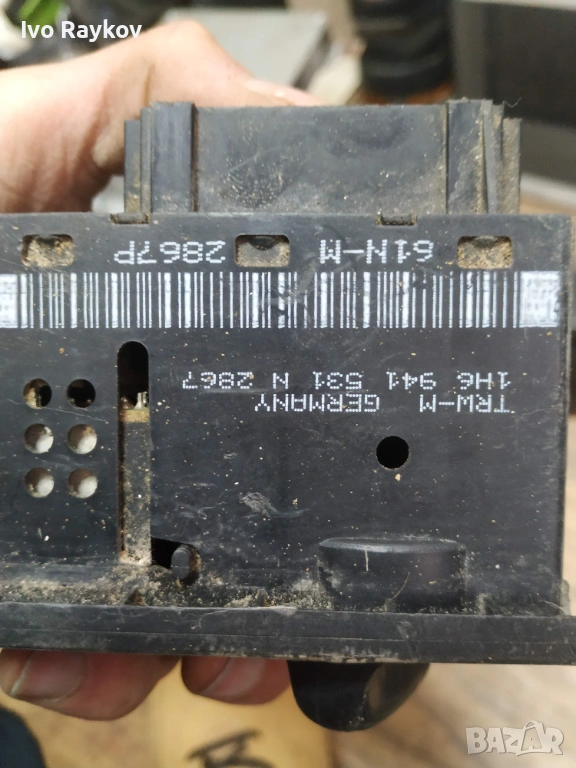 Ivo Raykov
61N-M 2867P
TRW-M GERMANY
1H6 941 531 N 2867
BAZAR